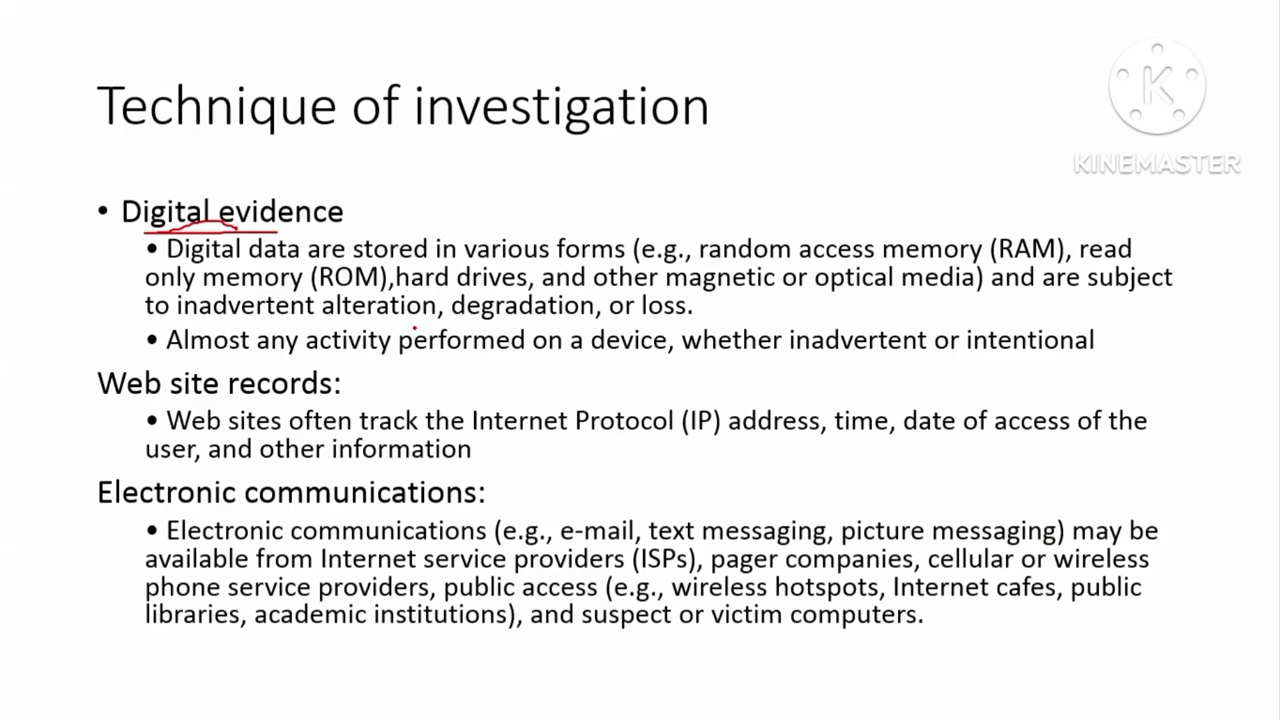 Technique of investigation
K
KINEMASTER
• Digital evidence
• Digital data are stored in various forms (e.g., random access memory (RAM), read
only memory (ROM),hard drives, and other magnetic or optical media) and are subject
to inadvertent alteration, degradation, or loss.
• Almost any activity performed on a device, whether inadvertent or intentional
Web site records:
• Web sites often track the Internet Protocol (IP) address, time, date of access of the
user, and other information
Electronic communications:
• Electronic communications (e.g., e-mail, text messaging, picture messaging) may be
available from Internet service providers (ISPs), pager companies, cellular or wireless
phone service providers, public access (e.g., wireless hotspots, Internet cafes, public
libraries, academic institutions), and suspect or victim computers.